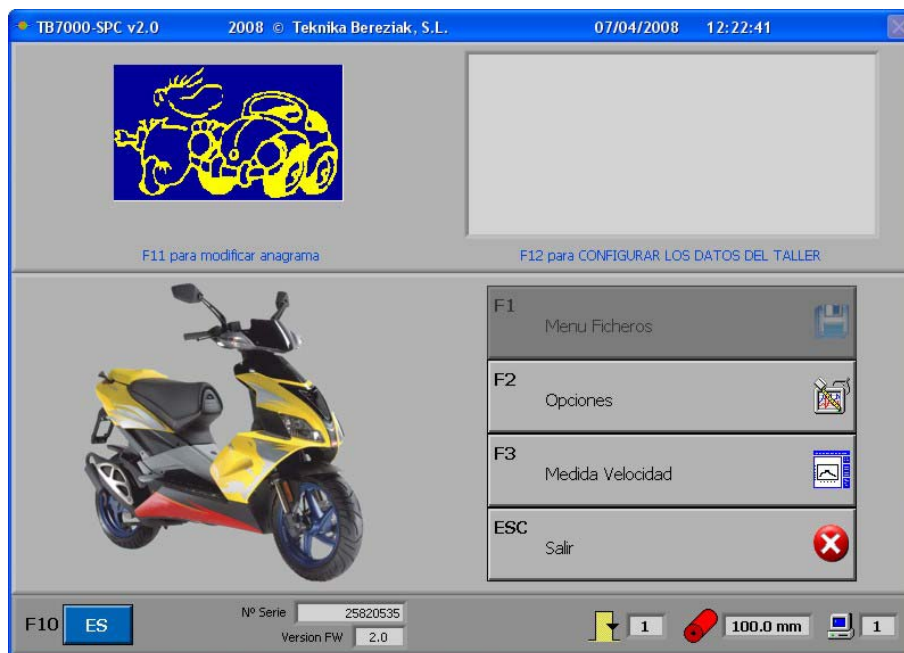 TB7000-SPC v2.0 2008 © Teknika Bereziak, S.L. 07/04/2008 12:22:41
F11 para modificar anagrama
F12 para CONFIGURAR LOS DATOS DEL TALLER
F1
Menu Ficheros
F2
Opciones
F3
Medida Velocidad
ESC
Salir
F10 ES
Nº Serie 25820535
Version FW 2.0
1
100.0 mm
1